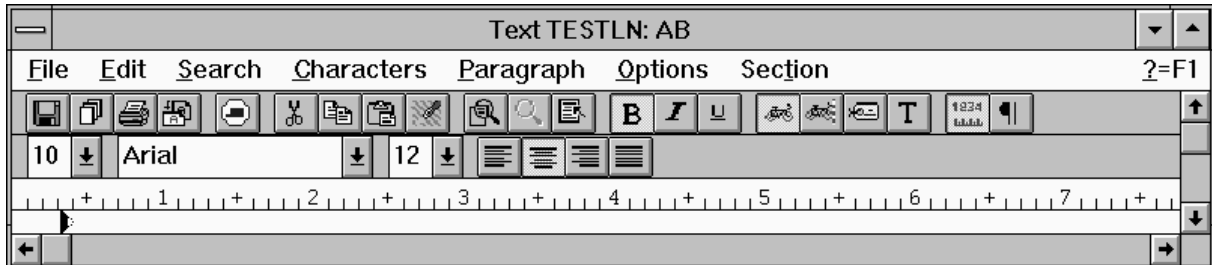 Text TESTLN: AB
File Edit Search Characters Paragraph Options Section ?=F1
B I U T 1234 ¶
10 Arial 12
1 2 3 4 5 6 7